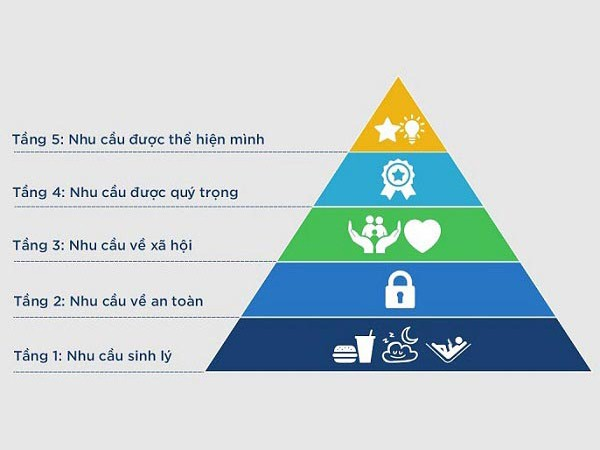 Tầng 5: Nhu cầu được thể hiện mình
Tầng 4: Nhu cầu được quý trọng
Tầng 3: Nhu cầu về xã hội
Tầng 2: Nhu cầu về an toàn
Tầng 1: Nhu cầu sinh lý